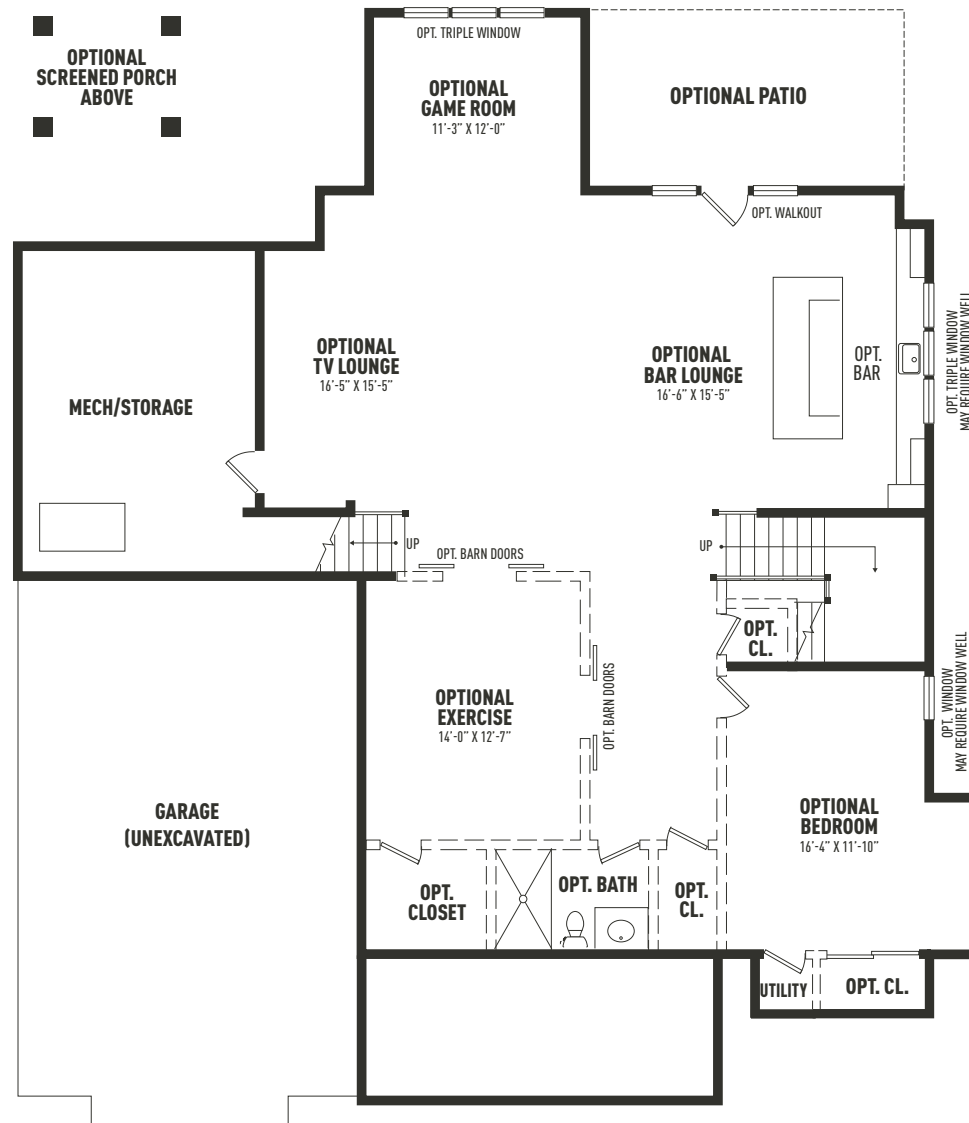 OPTIONAL
SCREENED PORCH
ABOVE
OPT. TRIPLE WINDOW
OPTIONAL
GAME ROOM
11'-3" X 12'-0"
OPTIONAL PATIO
OPT. WALKOUT
OPTIONAL
TV LOUNGE
16'-5" X 15'-5"
OPTIONAL
BAR LOUNGE
16'-6" X 15'-5"
OPT.
BAR
OPT. TRIPLE WINDOW
MAY REQUIRE WINDOW WELL
MECH/STORAGE
UP
OPT. BARN DOORS
UP
OPT.
CL.
OPTIONAL
EXERCISE
14'-0" X 12'-7"
OPT. BARN DOORS
OPT. WINDOW
MAY REQUIRE WINDOW WELL
GARAGE
(UNEXCAVATED)
OPTIONAL
BEDROOM
16'-4" X 11'-10"
OPT.
CLOSET
OPT. BATH
OPT.
CL.
UTILITY
OPT. CL.